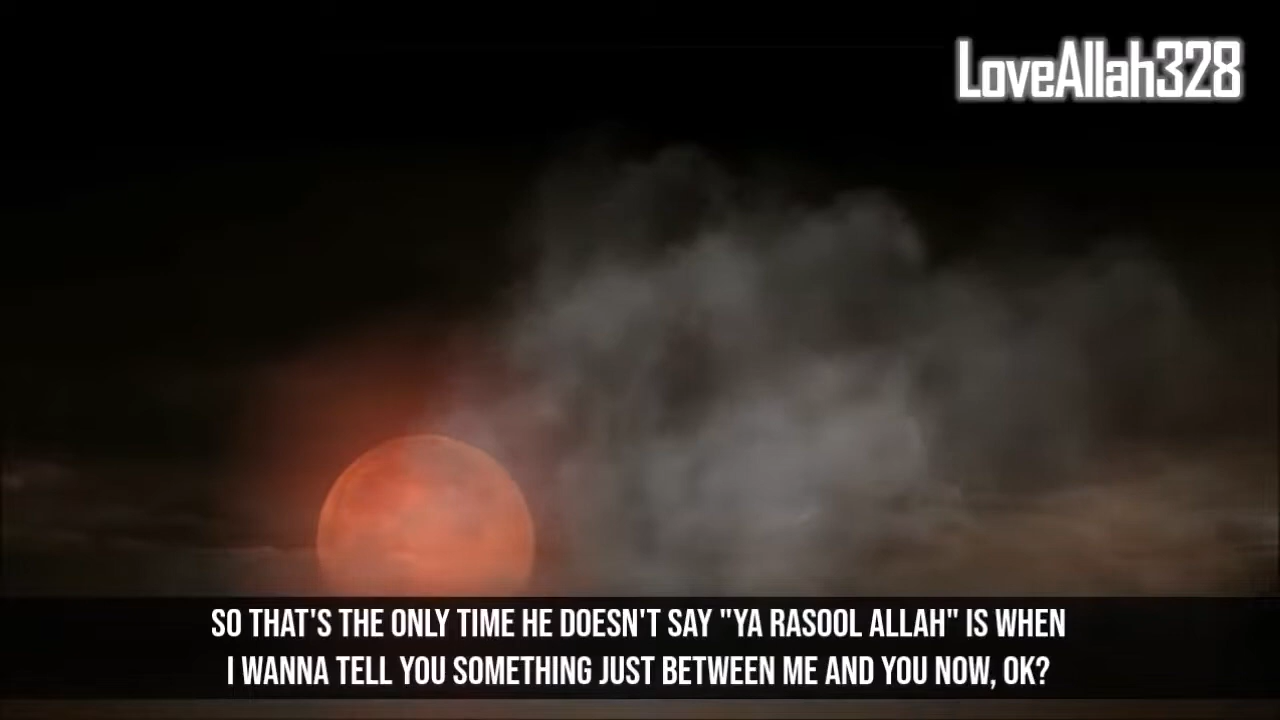 LoveAllah328
SO THAT'S THE ONLY TIME HE DOESN'T SAY "YA RASOOL ALLAH" IS WHEN
I WANNA TELL YOU SOMETHING JUST BETWEEN ME AND YOU NOW, OK?